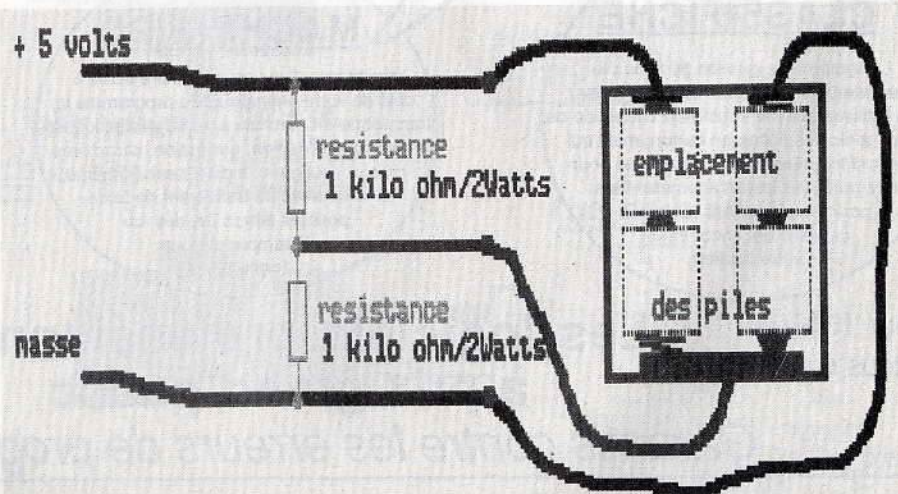 + 5 volts
resistance
1 kilo ohm/2Watts
emplacement
resistance
1 kilo ohm/2Watts
des piles
masse